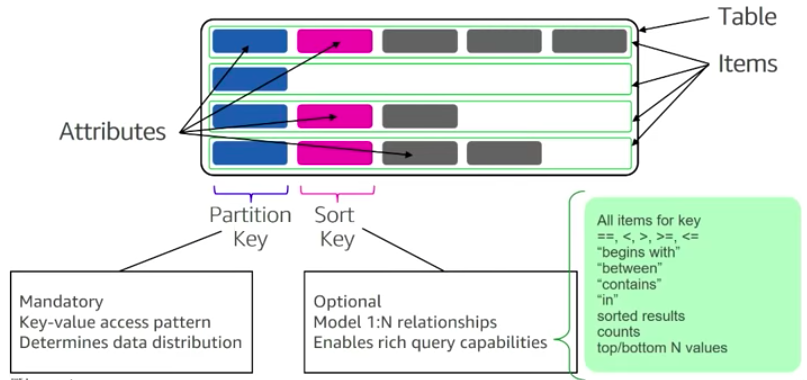 Table
Items
Attributes
Partition
Key
Sort
Key
Mandatory
Key-value access pattern
Determines data distribution
Optional
Model 1:N relationships
Enables rich query capabilities
All items for key
==, <, >, >=, <=
“begins with”
“between”
“contains”
“in”
sorted results
counts
top/bottom N values